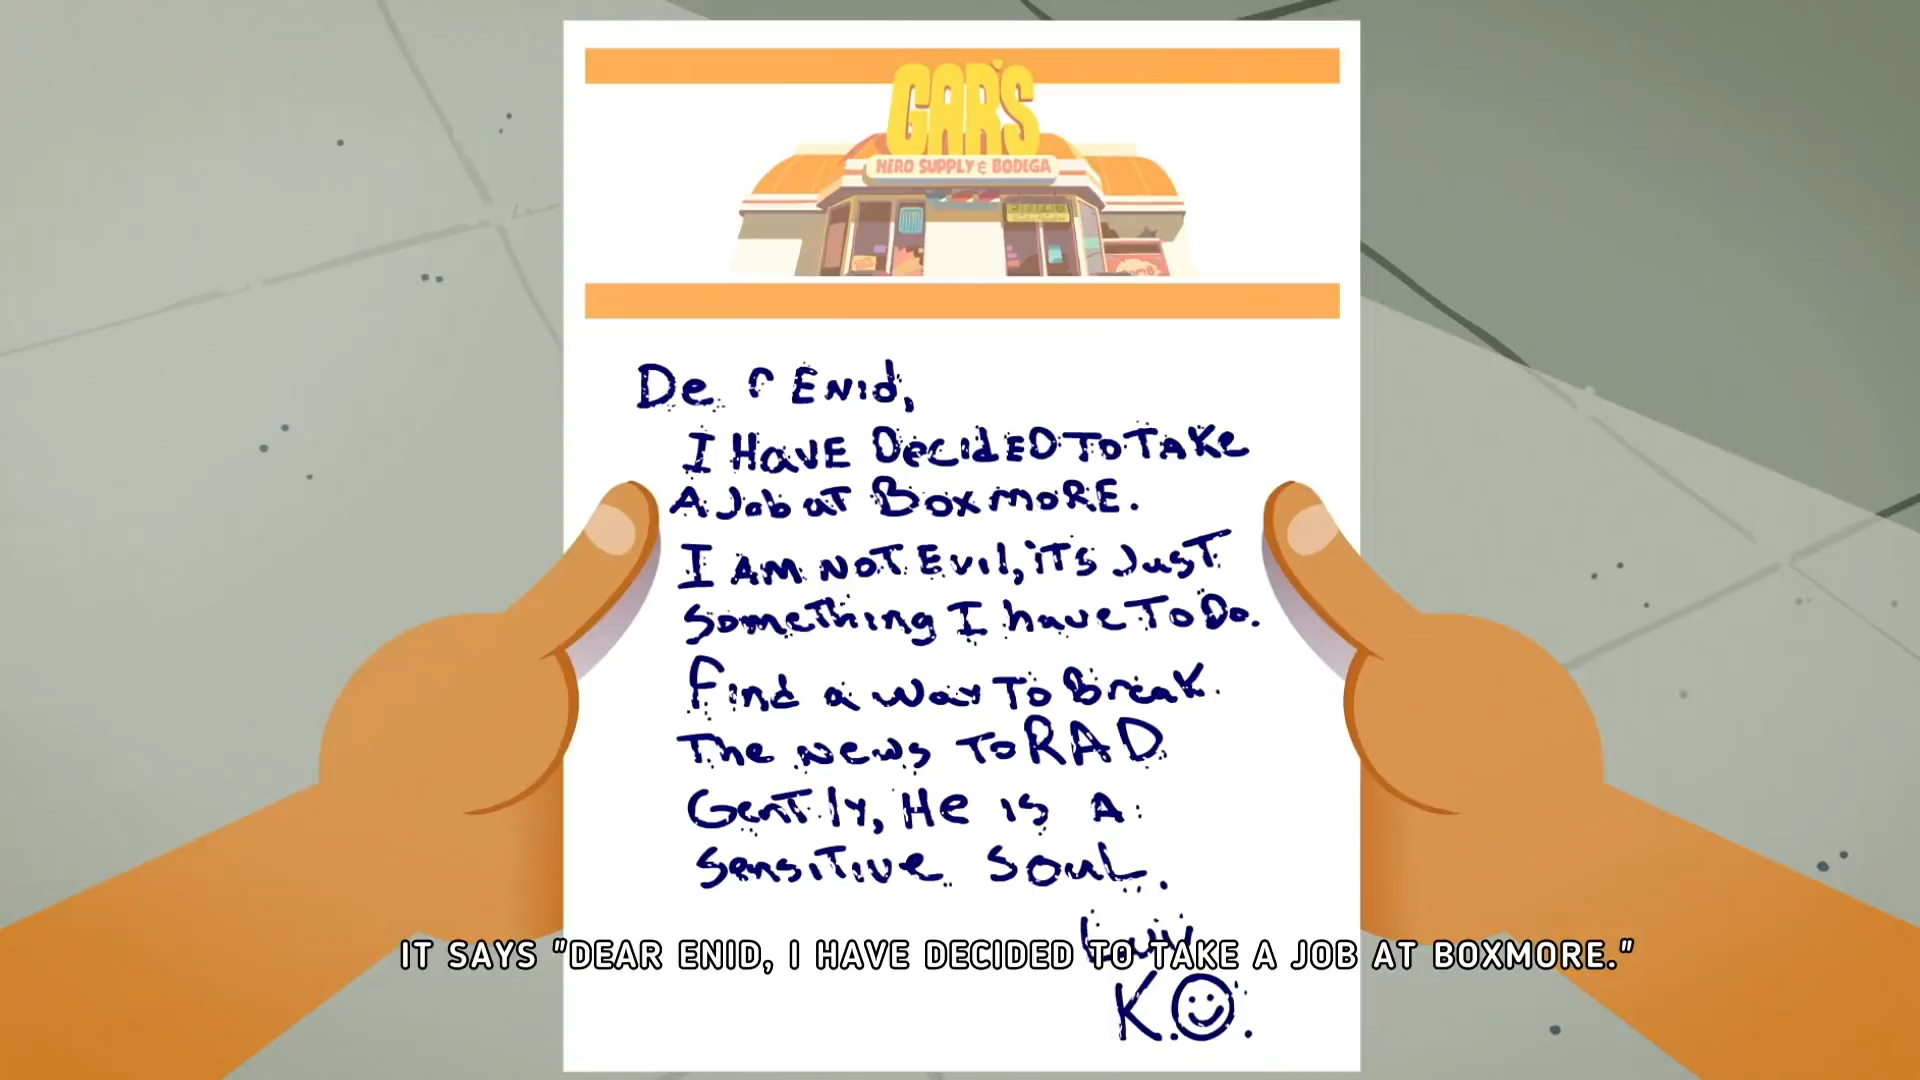 GAR'S
HERO SUPPLY & BODEGA
De r Enid,
I HAVE DeciDED TO TAKe
A Job aT BoxmoRE.
I AM NOT Evil, iTs JusT
SomeThing I have To Do.
Find a way To Break
The news To RAD
GenTly, He is A
SensiTive SouL.
Luv
K.O.
IT SAYS "DEAR ENID, I HAVE DECIDED TO TAKE A JOB AT BOXMORE."